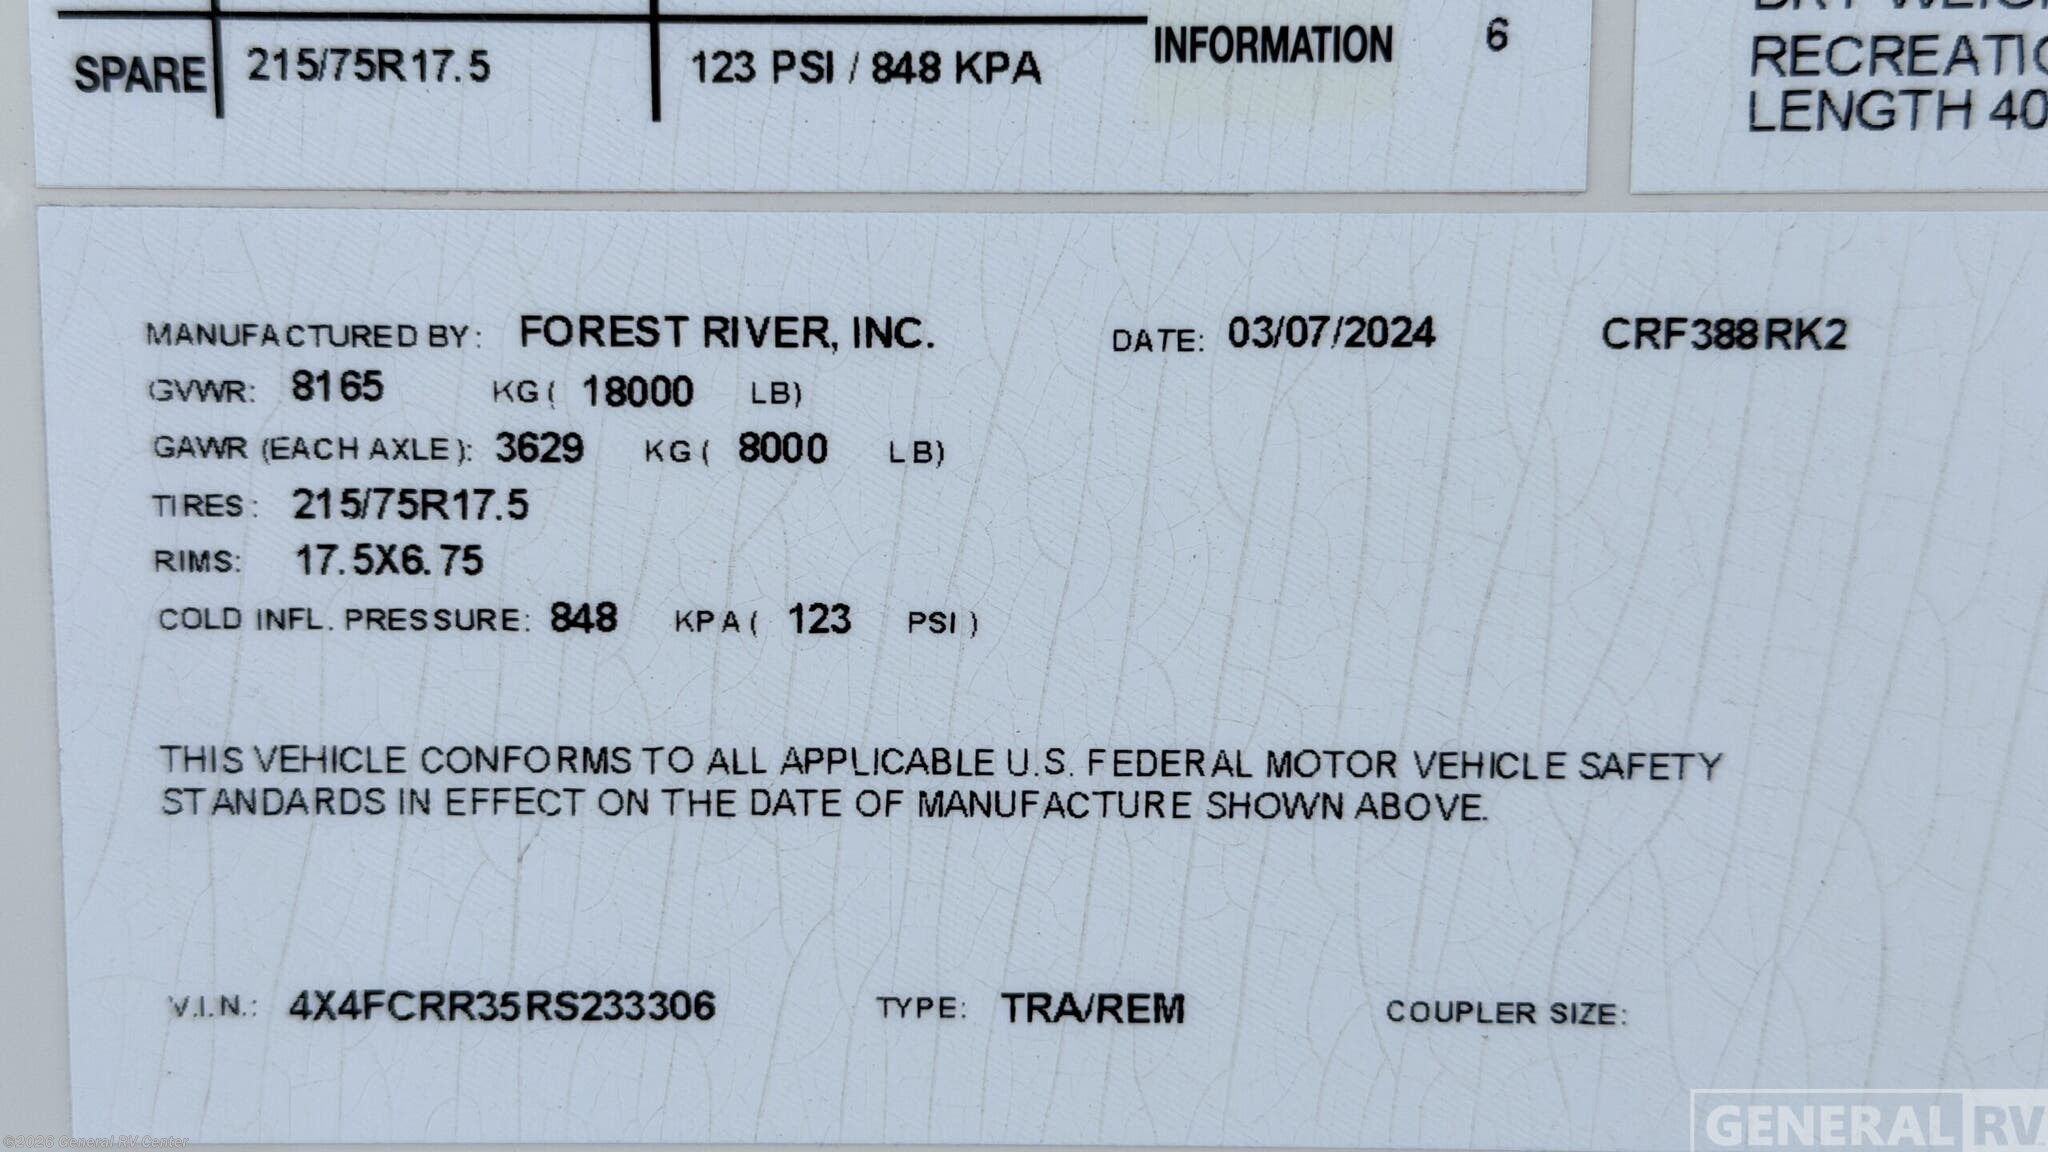 SPARE 215/75R17.5 123 PSI / 848 KPA INFORMATION 6
RECREATIO
LENGTH 40
MANUFACTURED BY: FOREST RIVER, INC. DATE: 03/07/2024 CRF388RK2
GVWR: 8165 KG ( 18000 LB)
GAWR (EACH AXLE): 3629 KG ( 8000 LB)
TIRES: 215/75R17.5
RIMS: 17.5X6.75
COLD INFL. PRESSURE: 848 KPA ( 123 PSI )
THIS VEHICLE CONFORMS TO ALL APPLICABLE U.S. FEDERAL MOTOR VEHICLE SAFETY
STANDARDS IN EFFECT ON THE DATE OF MANUFACTURE SHOWN ABOVE.
V.I.N.: 4X4FCRR35RS233306 TYPE: TRA/REM COUPLER SIZE:
GENERAL RV
©2026 General RV Center